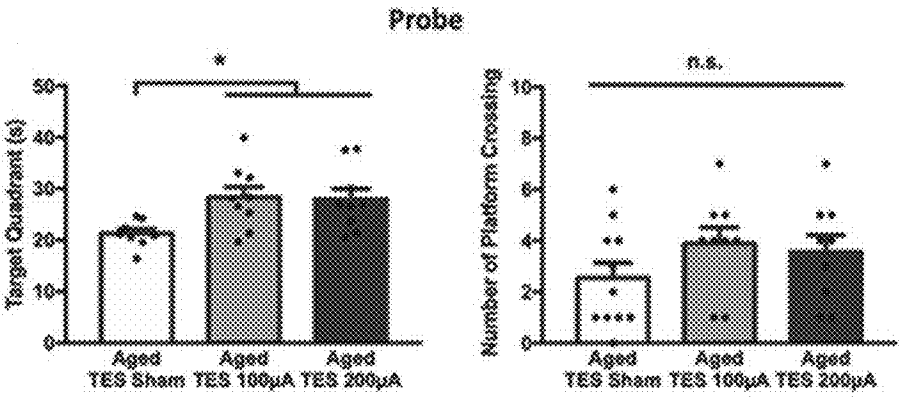 Probe
*
n.s.
Target Quadrant (s)
50
40
30
20
10
0
Aged
TES Sham
Aged
TES 100µA
Aged
TES 200µA
Number of Platform Crossing
10
8
6
4
2
0
Aged
TES Sham
Aged
TES 100µA
Aged
TES 200µA